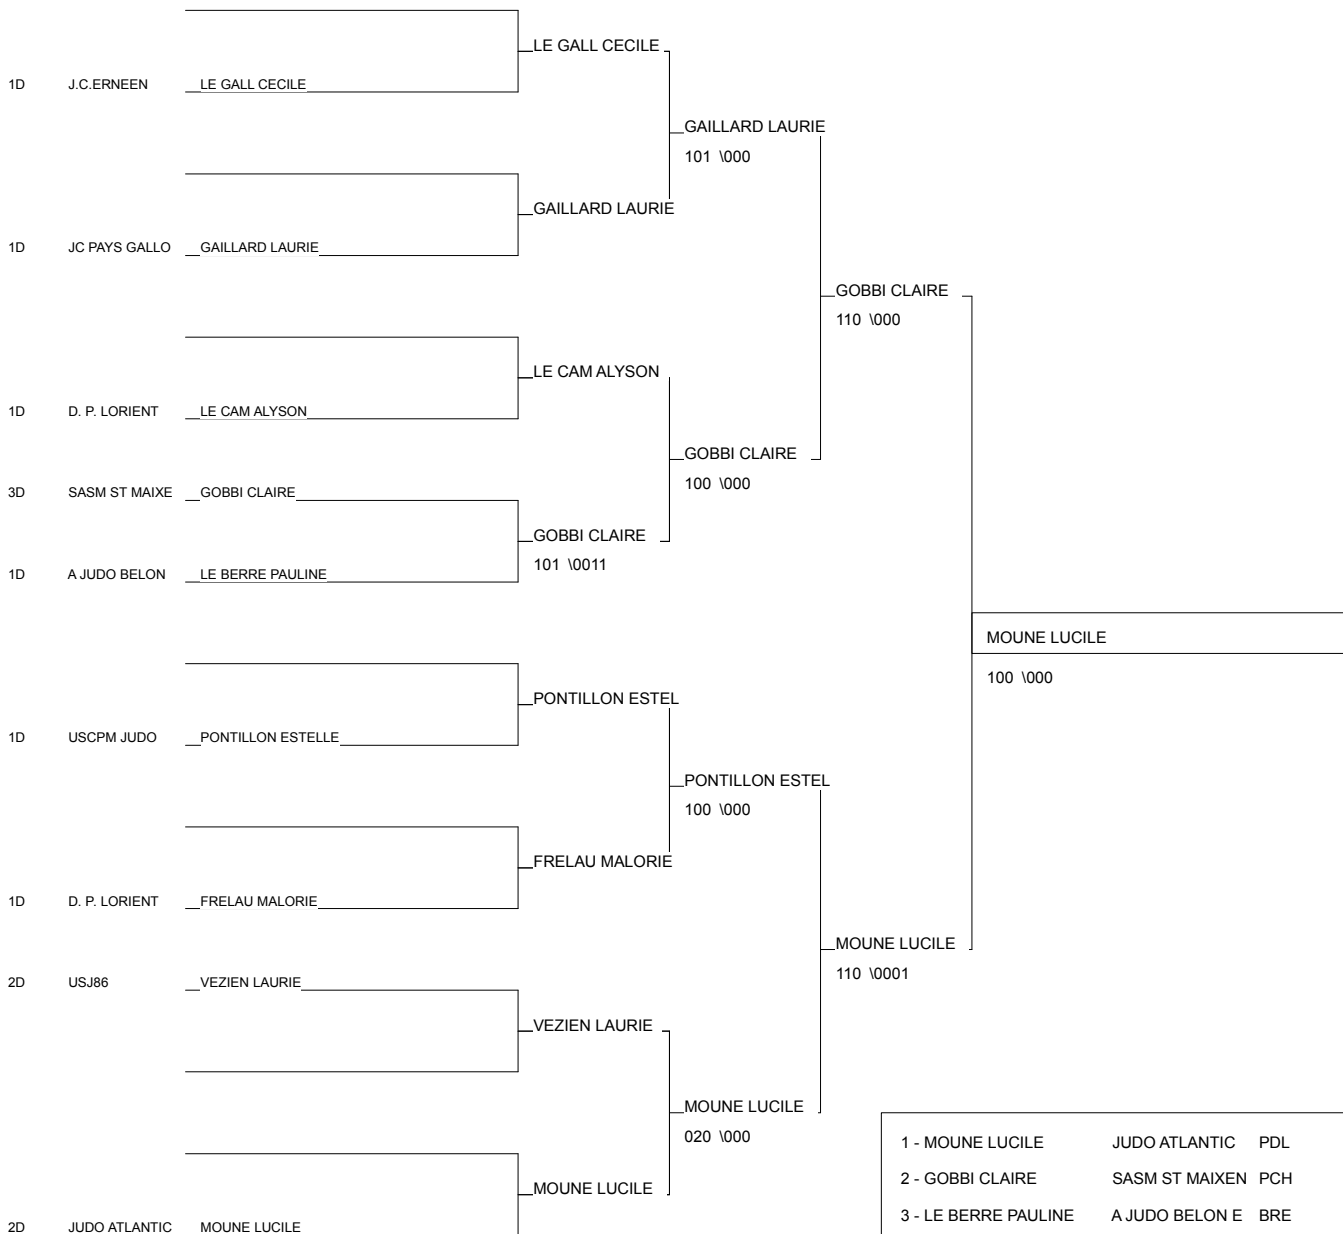 LE GALL CECILE
1D J.C.ERNEEN LE GALL CECILE
GAILLARD LAURIE
101 \000
GAILLARD LAURIE
1D JC PAYS GALLO GAILLARD LAURIE
GOBBI CLAIRE
110 \000
LE CAM ALYSON
1D D. P. LORIENT LE CAM ALYSON
GOBBI CLAIRE
100 \000
3D SASM ST MAIXE GOBBI CLAIRE
GOBBI CLAIRE
101 \0011
1D A JUDO BELON LE BERRE PAULINE
MOUNE LUCILE
100 \000
PONTILLON ESTEL
1D USCPM JUDO PONTILLON ESTELLE
PONTILLON ESTEL
100 \000
FRELAU MALORIE
1D D. P. LORIENT FRELAU MALORIE
MOUNE LUCILE
110 \0001
2D USJ86 VEZIEN LAURIE
VEZIEN LAURIE
MOUNE LUCILE
020 \000
1 - MOUNE LUCILE JUDO ATLANTIC PDL
2 - GOBBI CLAIRE SASM ST MAIXEN PCH
MOUNE LUCILE
3 - LE BERRE PAULINE A JUDO BELON E BRE
2D JUDO ATLANTIC MOUNE LUCILE